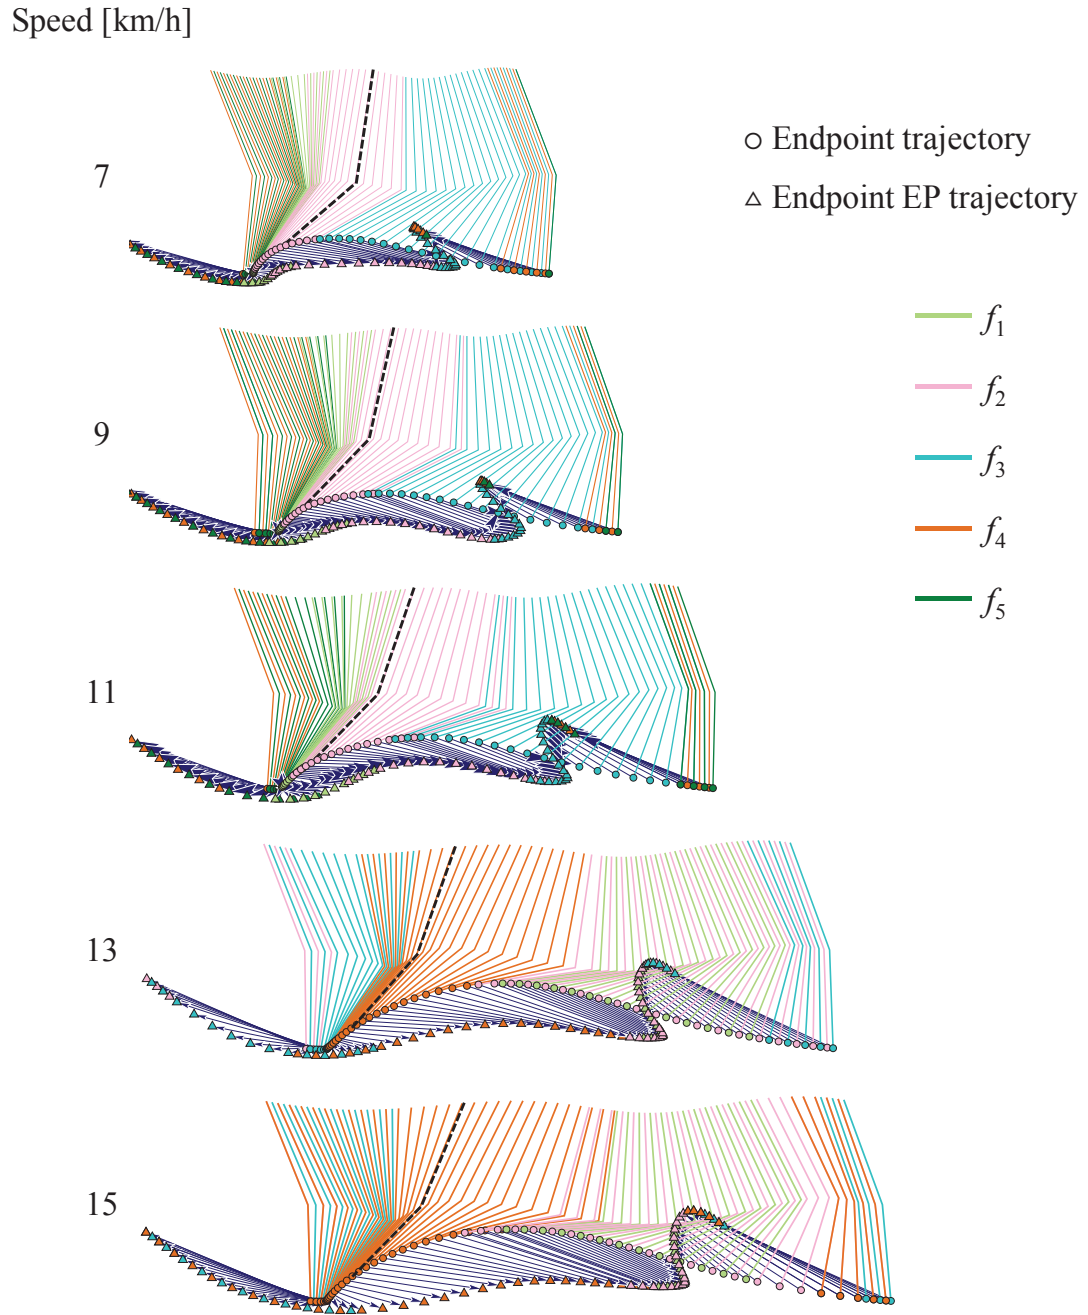 Speed [km/h]
7
Endpoint trajectory
Endpoint EP trajectory
f1
9
f2
f3
f4
11
f5
13
15